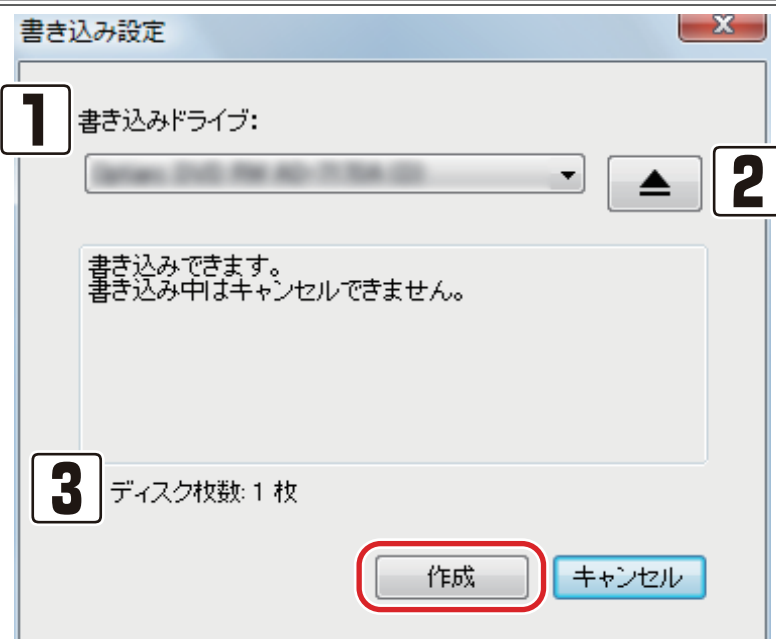 書き込み設定
1
書き込みドライブ:
2
書き込みできます。
書き込み中はキャンセルできません。
3
ディスク枚数: 1 枚
作成
キャンセル